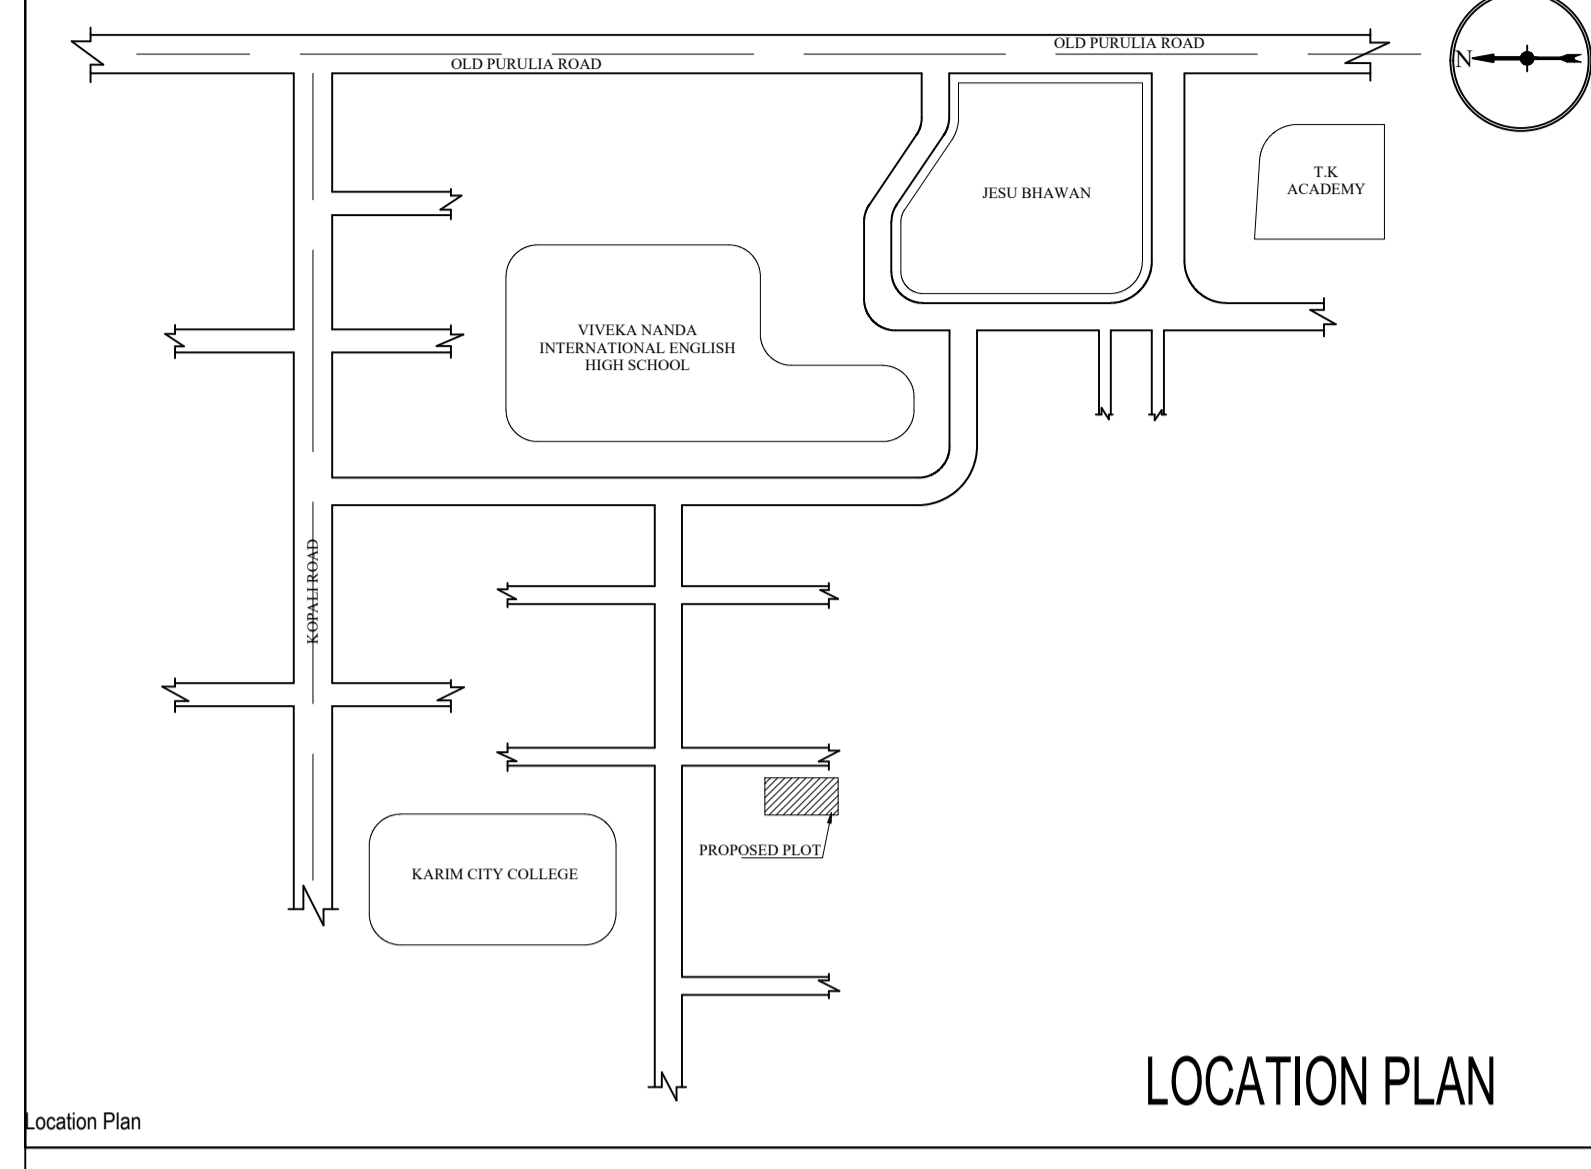 OLD PURULIA ROAD
OLD PURULIA ROAD
N
T.K
ACADEMY
JESU BHAWAN
VIVEKA NANDA
INTERNATIONAL ENGLISH
HIGH SCHOOL
KOPALI ROAD
PROPOSED PLOT
KARIM CITY COLLEGE
LOCATION PLAN
Location Plan